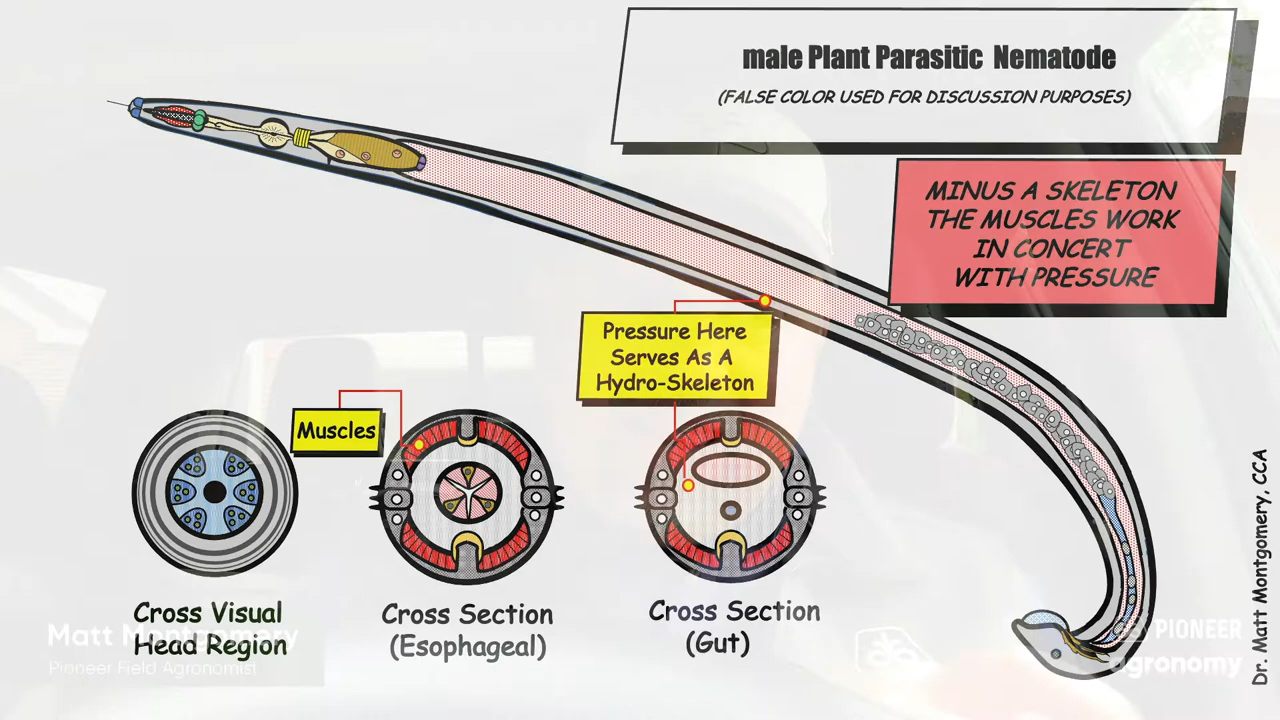 male Plant Parasitic Nematode
(FALSE COLOR USED FOR DISCUSSION PURPOSES)
MINUS A SKELETON
THE MUSCLES WORK
IN CONCERT
WITH PRESSURE
Pressure Here
Serves As A
Hydro-Skeleton
Muscles
Cross Visual
Head Region
Cross Section
(Esophageal)
Cross Section
(Gut)
Matt Montgomery
Pioneer Field Agronomist
PIONEER
agronomy
Dr. Matt Montgomery, CCA